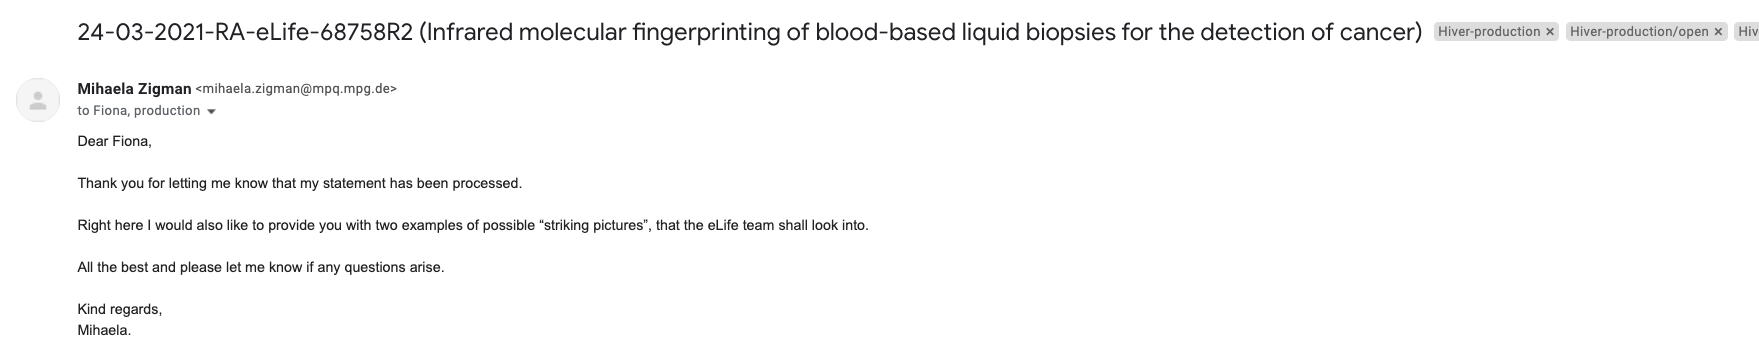 24-03-2021-RA-eLife-68758R2 (Infrared molecular fingerprinting of blood-based liquid biopsies for the detection of cancer) Hiver-production × Hiver-production/open × Hiv
Mihaela Zigman <mihaela.zigman@mpq.mpg.de>
to Fiona, production
Dear Fiona,
Thank you for letting me know that my statement has been processed.
Right here I would also like to provide you with two examples of possible “striking pictures”, that the eLife team shall look into.
All the best and please let me know if any questions arise.
Kind regards,
Mihaela.